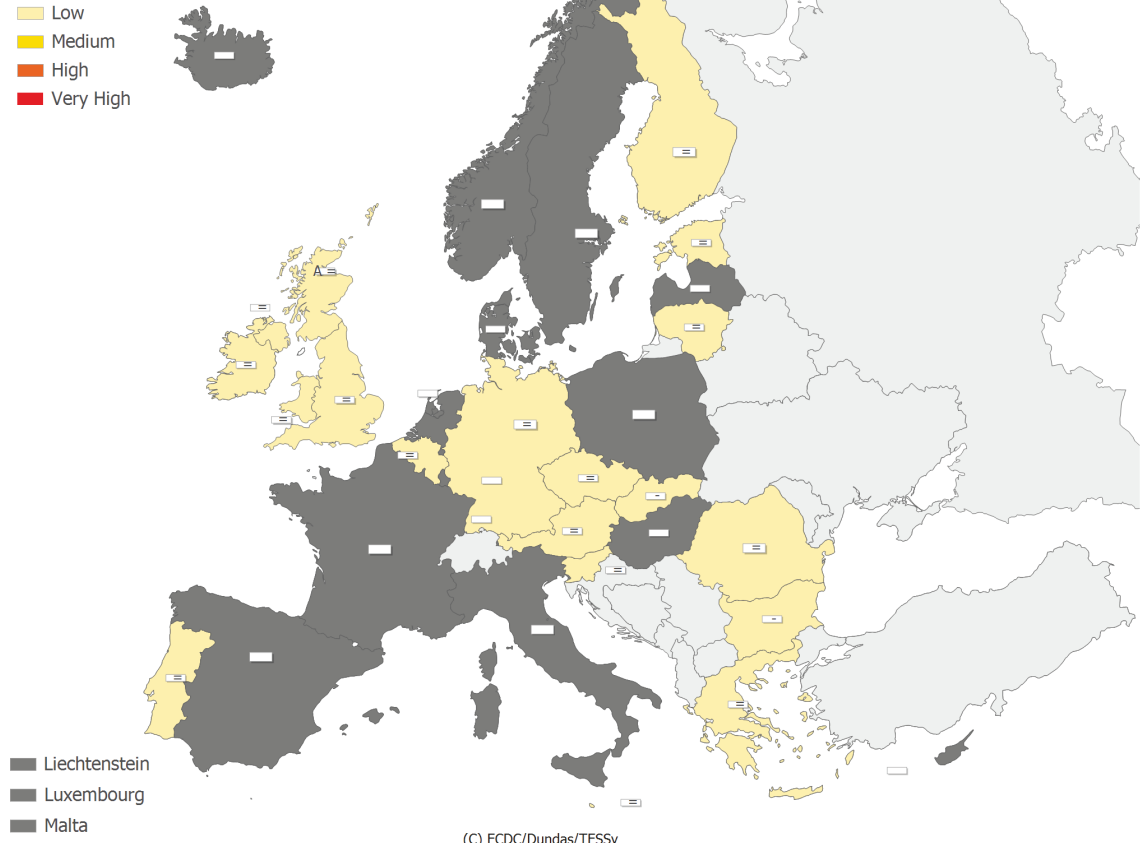 Low
Medium
High
Very High
A =
=
=
=
=
=
=
=
=
=
=
-
=
=
=
-
=
=
=
Liechtenstein
Luxembourg
Malta
(C) ECDC/Dundas/TESSy